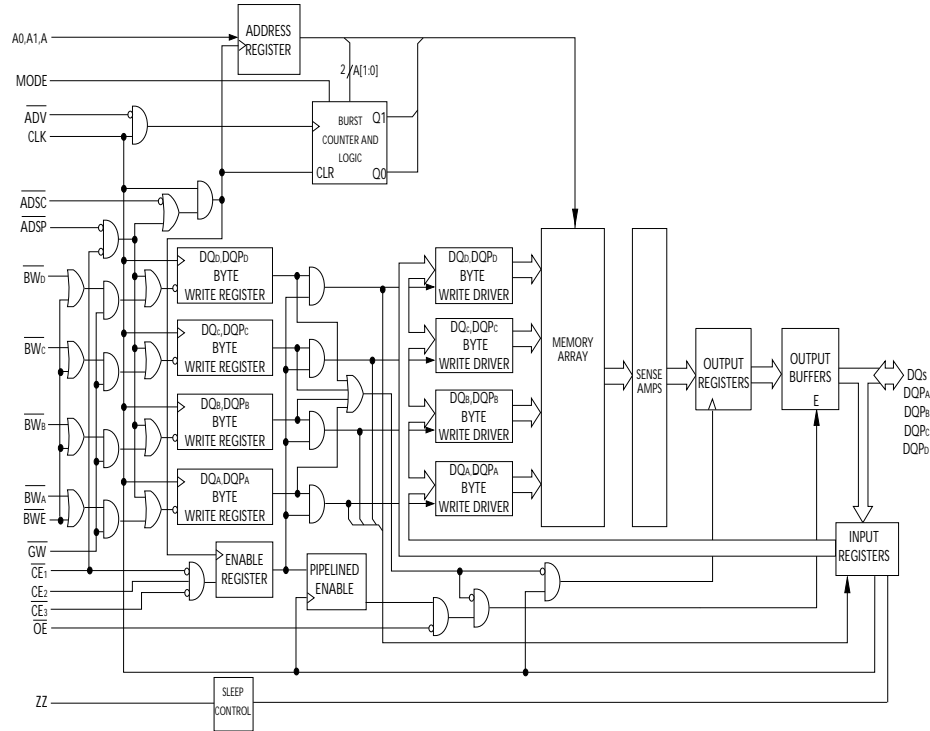 A0,A1,A
ADDRESS
REGISTER
MODE
2
A[1:0]
ADV
CLK
BURST
COUNTER AND
LOGIC
CLR
Q1
Q0
ADSC
ADSP
BWD
DQD,DQPD
BYTE
WRITE REGISTER
DQD,DQPD
BYTE
WRITE DRIVER
BWC
DQC,DQPC
BYTE
WRITE REGISTER
DQC,DQPC
BYTE
WRITE DRIVER
MEMORY
ARRAY
SENSE
AMPS
OUTPUT
REGISTERS
OUTPUT
BUFFERS
E
DQs
DQPA
DQPB
DQPC
DQPD
BWB
DQB,DQPB
BYTE
WRITE REGISTER
DQB,DQPB
BYTE
WRITE DRIVER
BWA
BWE
DQA,DQPA
BYTE
WRITE REGISTER
DQA,DQPA
BYTE
WRITE DRIVER
GW
CE1
CE2
CE3
OE
ENABLE
REGISTER
PIPELINED
ENABLE
INPUT
REGISTERS
ZZ
SLEEP
CONTROL